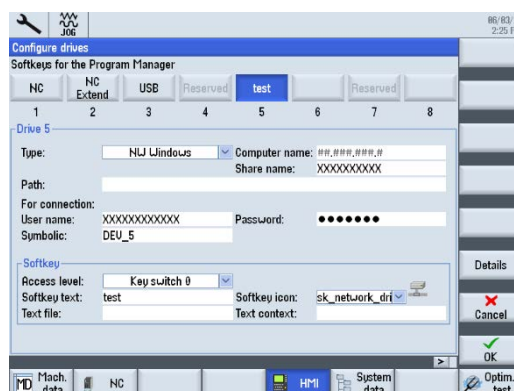 JOG
06/03/
2:25 P
Configure drives
Softkeys for the Program Manager
NC
NC Extend
USB
Reserved
test
Reserved
1 2 3 4 5 6 7 8
Drive 5
Type: NW Windows Computer name: ##.###.###.#
Share name: XXXXXXXXXX
Path:
For connection:
User name: XXXXXXXXXXXX Password: ●●●●●●●
Symbolic: DEV_5
Softkey
Access level: Key switch 0
Softkey text: test Softkey icon: sk_network_dri
Text file: Text context:
Details
Cancel
OK
MD Mach. data
NC
HMI
System data
Optim. test